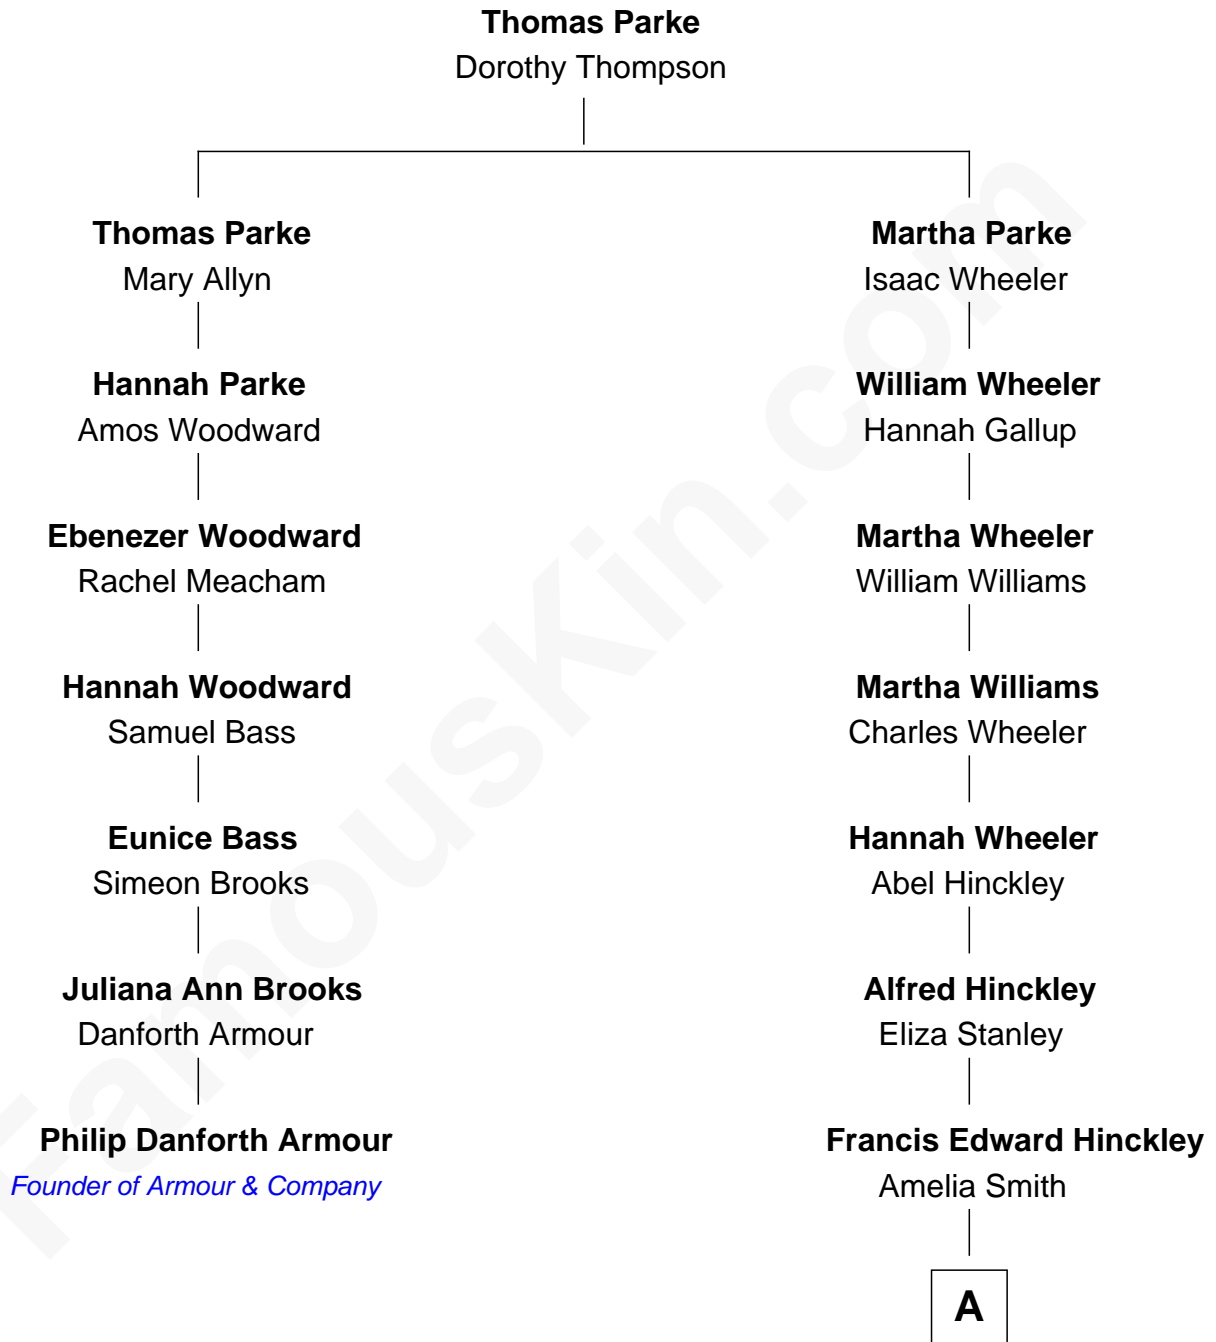 Thomas Parke
Dorothy Thompson
Thomas Parke
Mary Allyn
Martha Parke
Isaac Wheeler
Hannah Parke
Amos Woodward
William Wheeler
Hannah Gallup
Ebenezer Woodward
Rachel Meacham
Martha Wheeler
William Williams
Hannah Woodward
Samuel Bass
Martha Williams
Charles Wheeler
Eunice Bass
Simeon Brooks
Hannah Wheeler
Abel Hinckley
Juliana Ann Brooks
Danforth Armour
Alfred Hinckley
Eliza Stanley
Philip Danforth Armour
Founder of Armour & Company
Francis Edward Hinckley
Amelia Smith
A
FamousKin.com